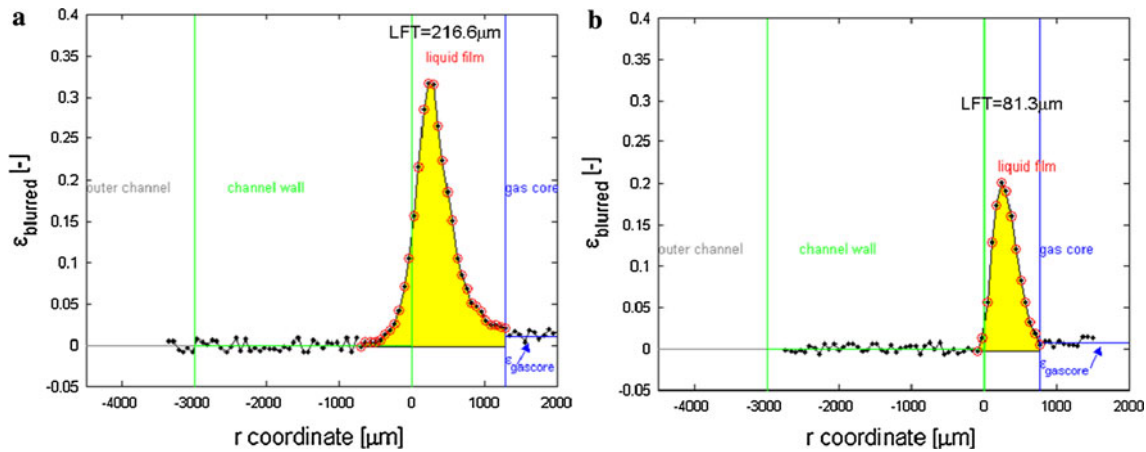 a
LFT=216.6μm
liquid film
outer channel
channel wall
gas core
εgascore
εblurred [-]
0.4
0.35
0.3
0.25
0.2
0.15
0.1
0.05
0
-0.05
-4000 -3000 -2000 -1000 0 1000 2000
r coordinate [μm]
b
LFT=81.3μm
liquid film
outer channel
channel wall
gas core
εgascore
εblurred [-]
0.4
0.35
0.3
0.25
0.2
0.15
0.1
0.05
0
-0.05
-4000 -3000 -2000 -1000 0 1000 2000
r coordinate [μm]